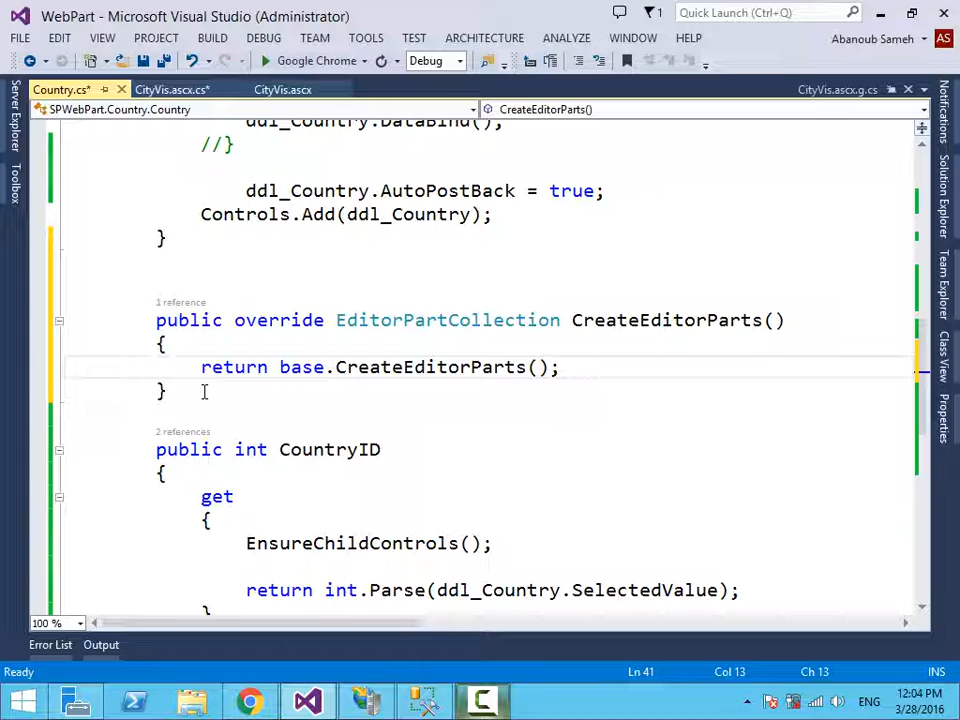 WebPart - Microsoft Visual Studio (Administrator)
1
Quick Launch (Ctrl+Q)
FILE EDIT VIEW PROJECT BUILD DEBUG TEAM TOOLS TEST ARCHITECTURE ANALYZE WINDOW HELP
Abanoub Sameh AS
Google Chrome Debug
Country.cs* CityVis.ascx.cs* CityVis.ascx CityVis.ascx.g.cs
SPWebPart.Country.Country CreateEditorParts()
Server Explorer
Toolbox
ddl_Country.DataBind();
//}
ddl_Country.AutoPostBack = true;
Controls.Add(ddl_Country);
}
1 reference
public override EditorPartCollection CreateEditorParts()
{
return base.CreateEditorParts();
}
2 references
public int CountryID
{
get
{
EnsureChildControls();
return int.Parse(ddl_Country.SelectedValue);
}
Notifications
Solution Explorer
Team Explorer
Class View
Properties
100 %
Error List Output
Ready Ln 41 Col 13 Ch 13 INS
ENG
12:04 PM
3/28/2016